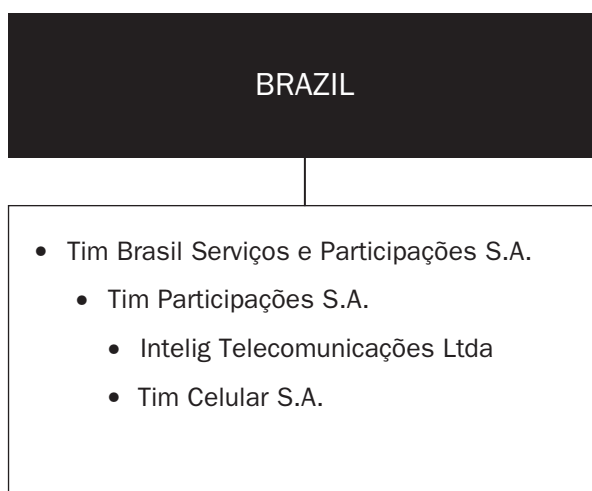 BRAZIL
• Tim Brasil Serviços e Participações S.A.
• Tim Participações S.A.
• Intelig Telecomunicações Ltda
• Tim Celular S.A.